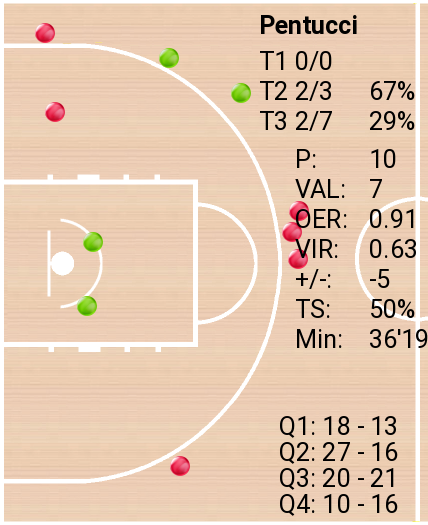 Pentucci
T1 0/0
T2 2/3 67%
T3 2/7 29%
P: 10
VAL: 7
OER: 0.91
VIR: 0.63
+/-: -5
TS: 50%
Min: 36'19
Q1: 18 - 13
Q2: 27 - 16
Q3: 20 - 21
Q4: 10 - 16